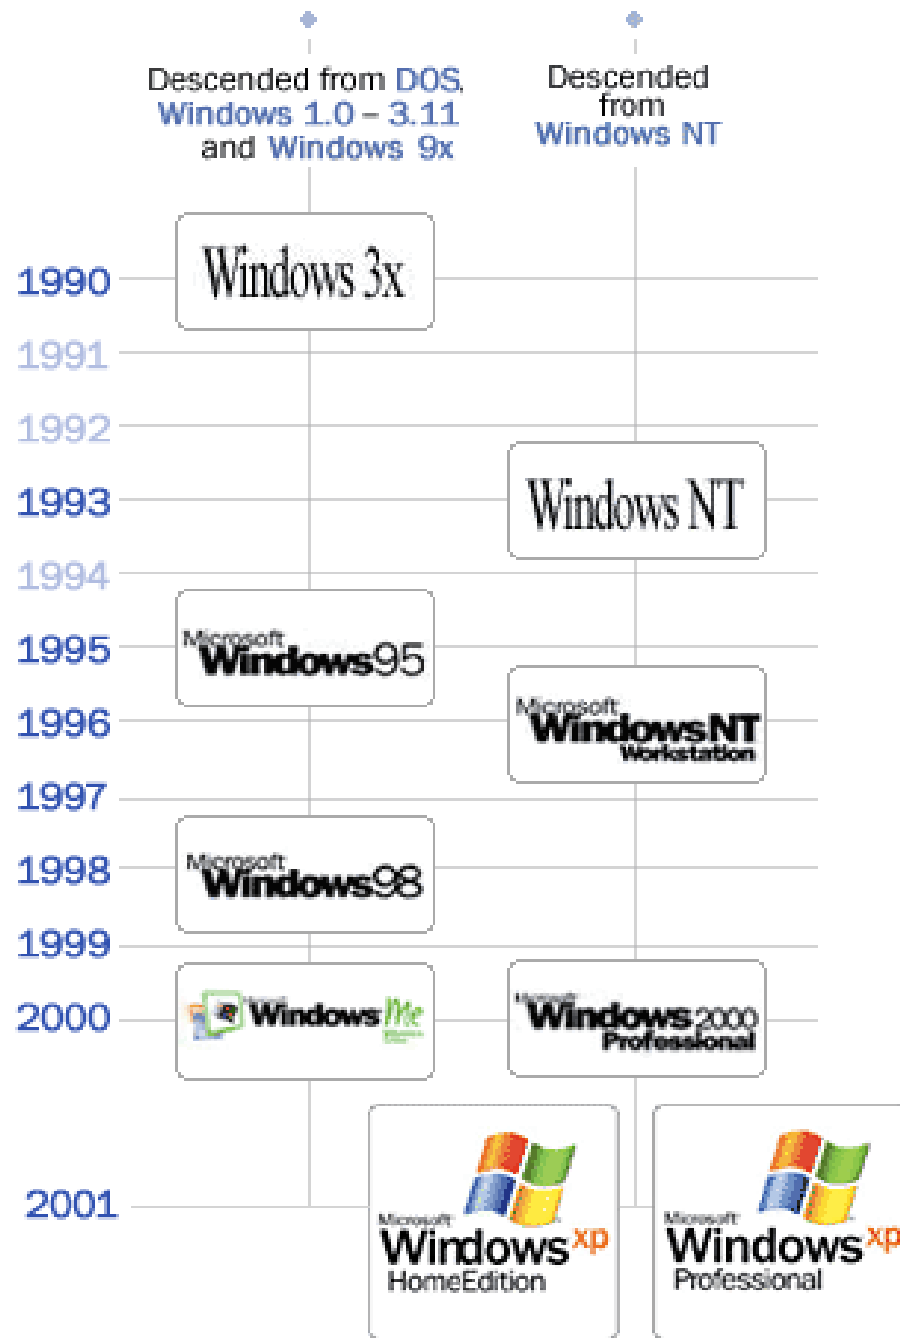 Descended from DOS,
Windows 1.0 – 3.11
and Windows 9x
Descended
from
Windows NT
1990
Windows 3x
1991
1992
1993
Windows NT
1994
1995
Microsoft
Windows95
1996
Microsoft
WindowsNT
Workstation
1997
1998
Microsoft
Windows98
1999
2000
Windows Me
Microsoft
Windows 2000
Professional
2001
Microsoft
Windows xp
HomeEdition
Microsoft
Windows xp
Professional